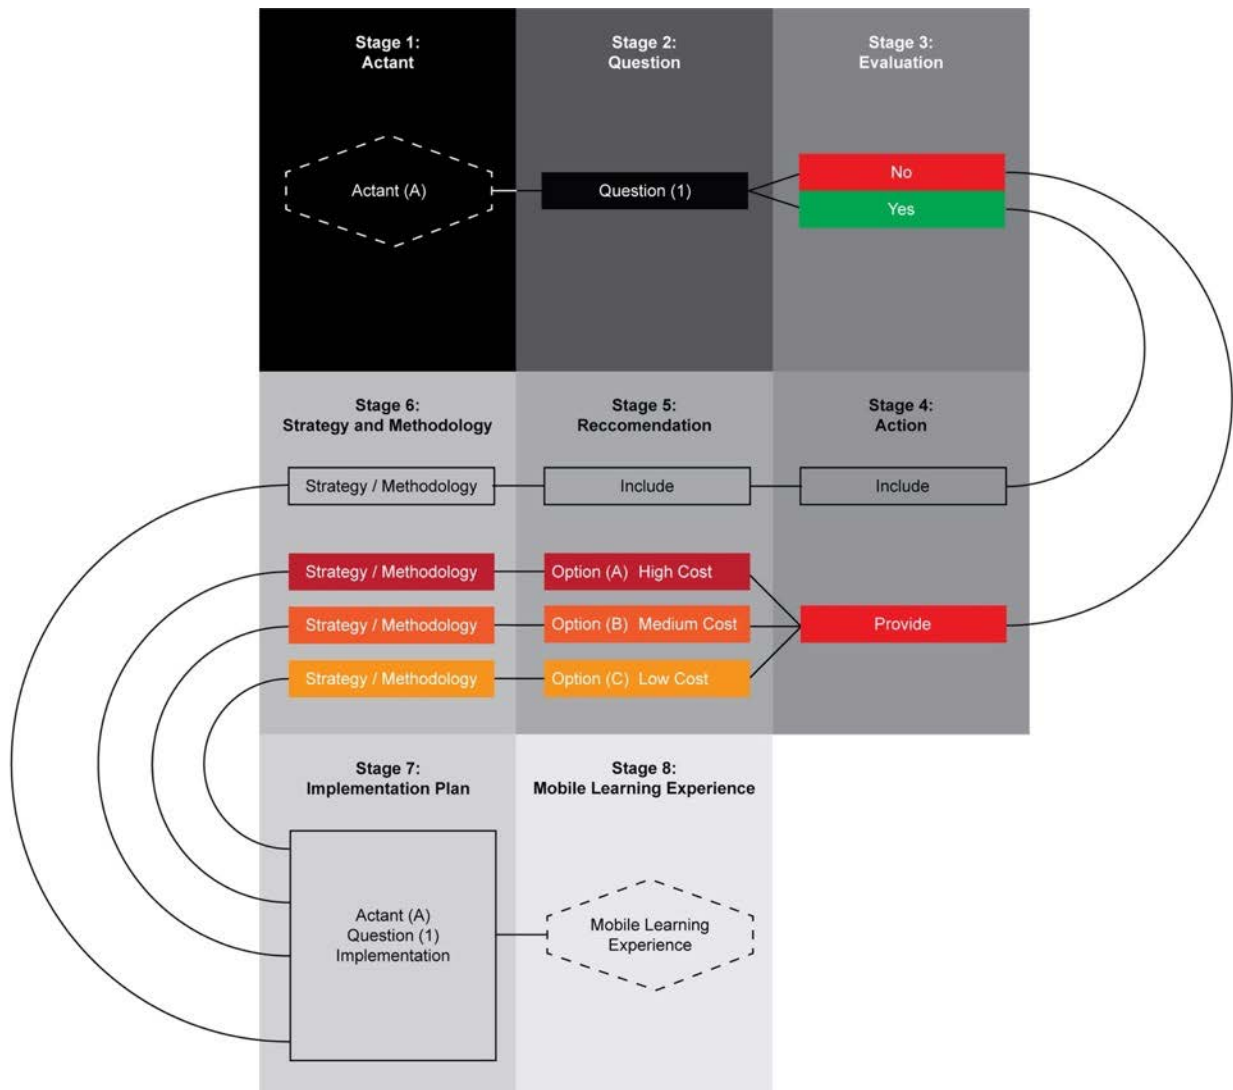 Stage 1:
Actant
Stage 2:
Question
Stage 3:
Evaluation
Actant (A)
Question (1)
No
Yes
Stage 6:
Strategy and Methodology
Stage 5:
Reccomendation
Stage 4:
Action
Strategy / Methodology
Include
Include
Strategy / Methodology
Option (A) High Cost
Strategy / Methodology
Option (B) Medium Cost
Provide
Strategy / Methodology
Option (C) Low Cost
Stage 7:
Implementation Plan
Stage 8:
Mobile Learning Experience
Actant (A)
Question (1)
Implementation
Mobile Learning
Experience